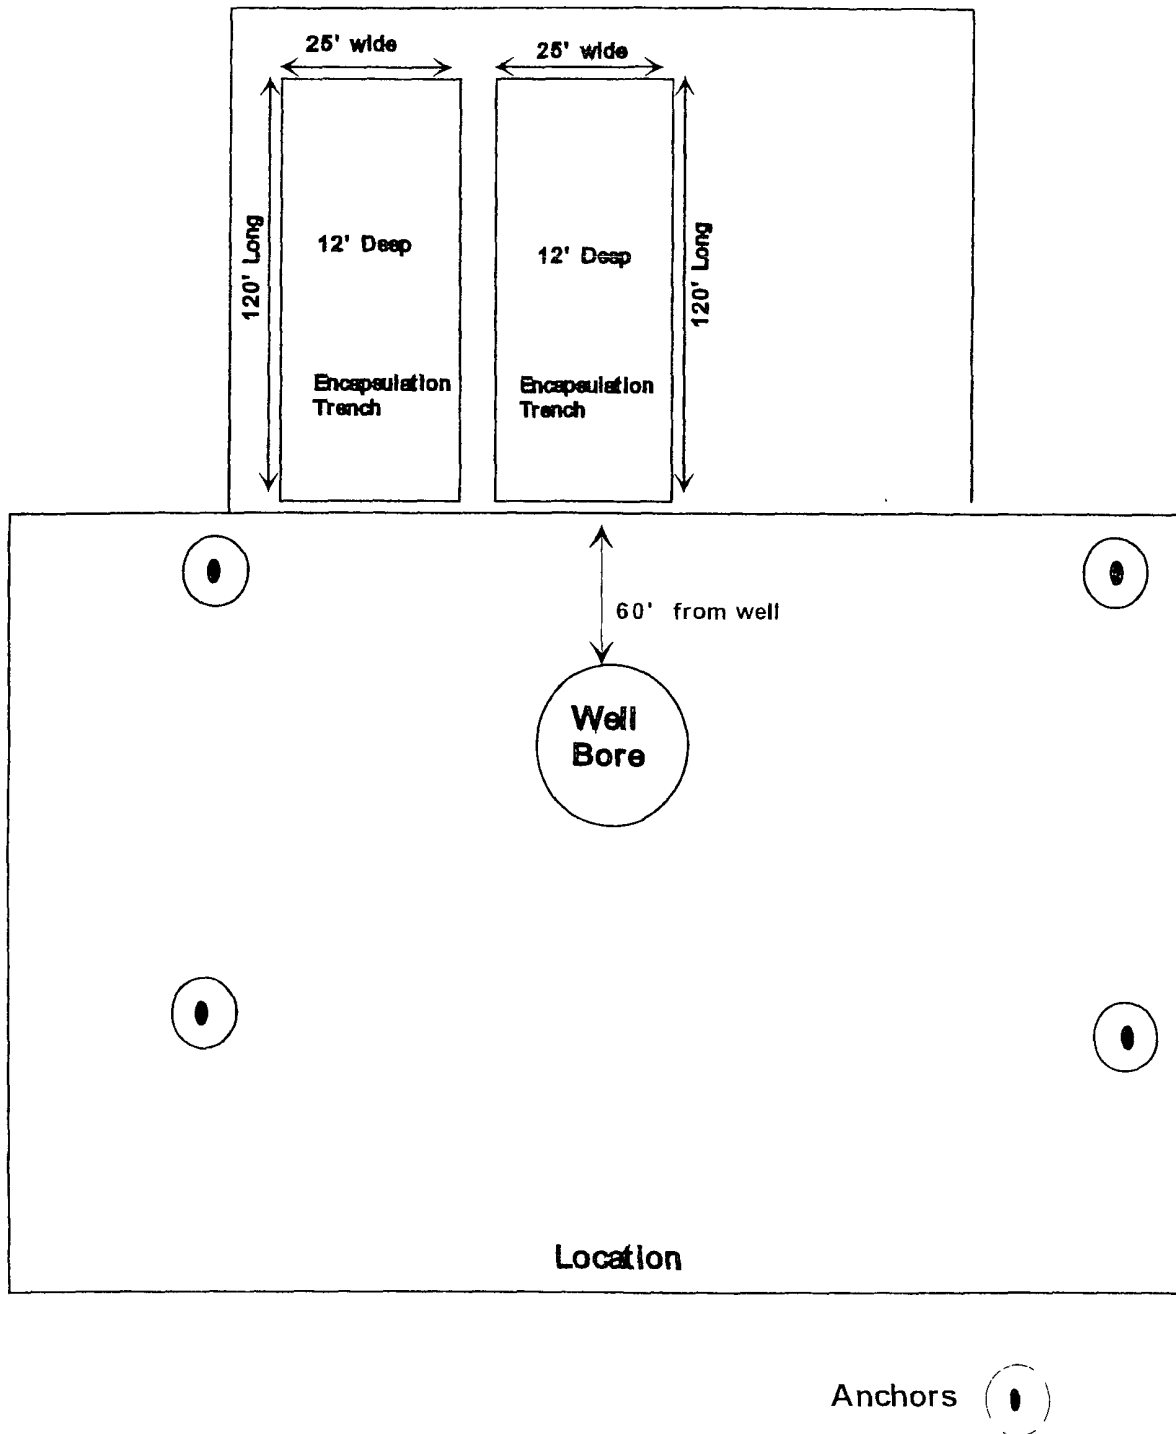 25' wide
25' wide
120' Long
12' Deep
12' Deep
120' Long
Encapsulation
Trench
Encapsulation
Trench
60' from well
Well
Bore
Location
Anchors